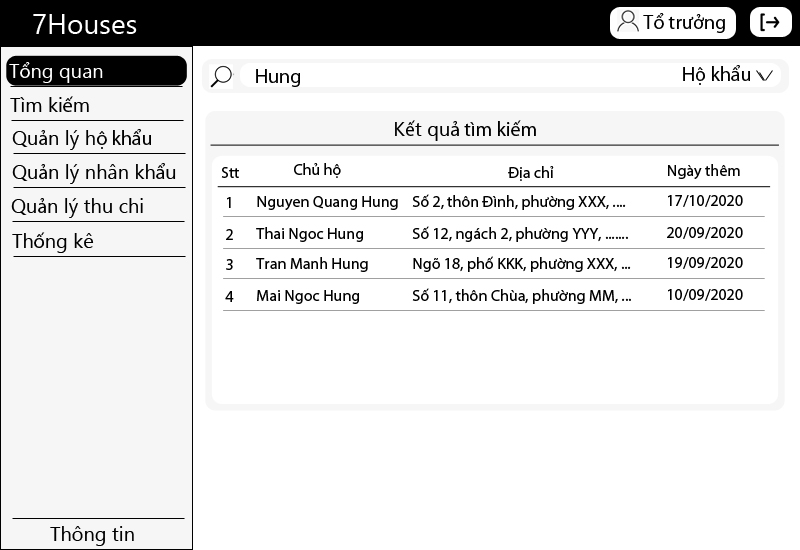 7Houses
Tổ trưởng
Tổng quan
Tìm kiếm
Quản lý hộ khẩu
Quản lý nhân khẩu
Quản lý thu chi
Thống kê
Thông tin
Hung
Hộ khẩu
Kết quả tìm kiếm
Stt Chủ hộ Địa chỉ Ngày thêm
1 Nguyen Quang Hung Số 2, thôn Đình, phường XXX, .... 17/10/2020
2 Thai Ngoc Hung Số 12, ngách 2, phường YYY, ....... 20/09/2020
3 Tran Manh Hung Ngõ 18, phố KKK, phường XXX, ... 19/09/2020
4 Mai Ngoc Hung Số 11, thôn Chùa, phường MM, ... 10/09/2020